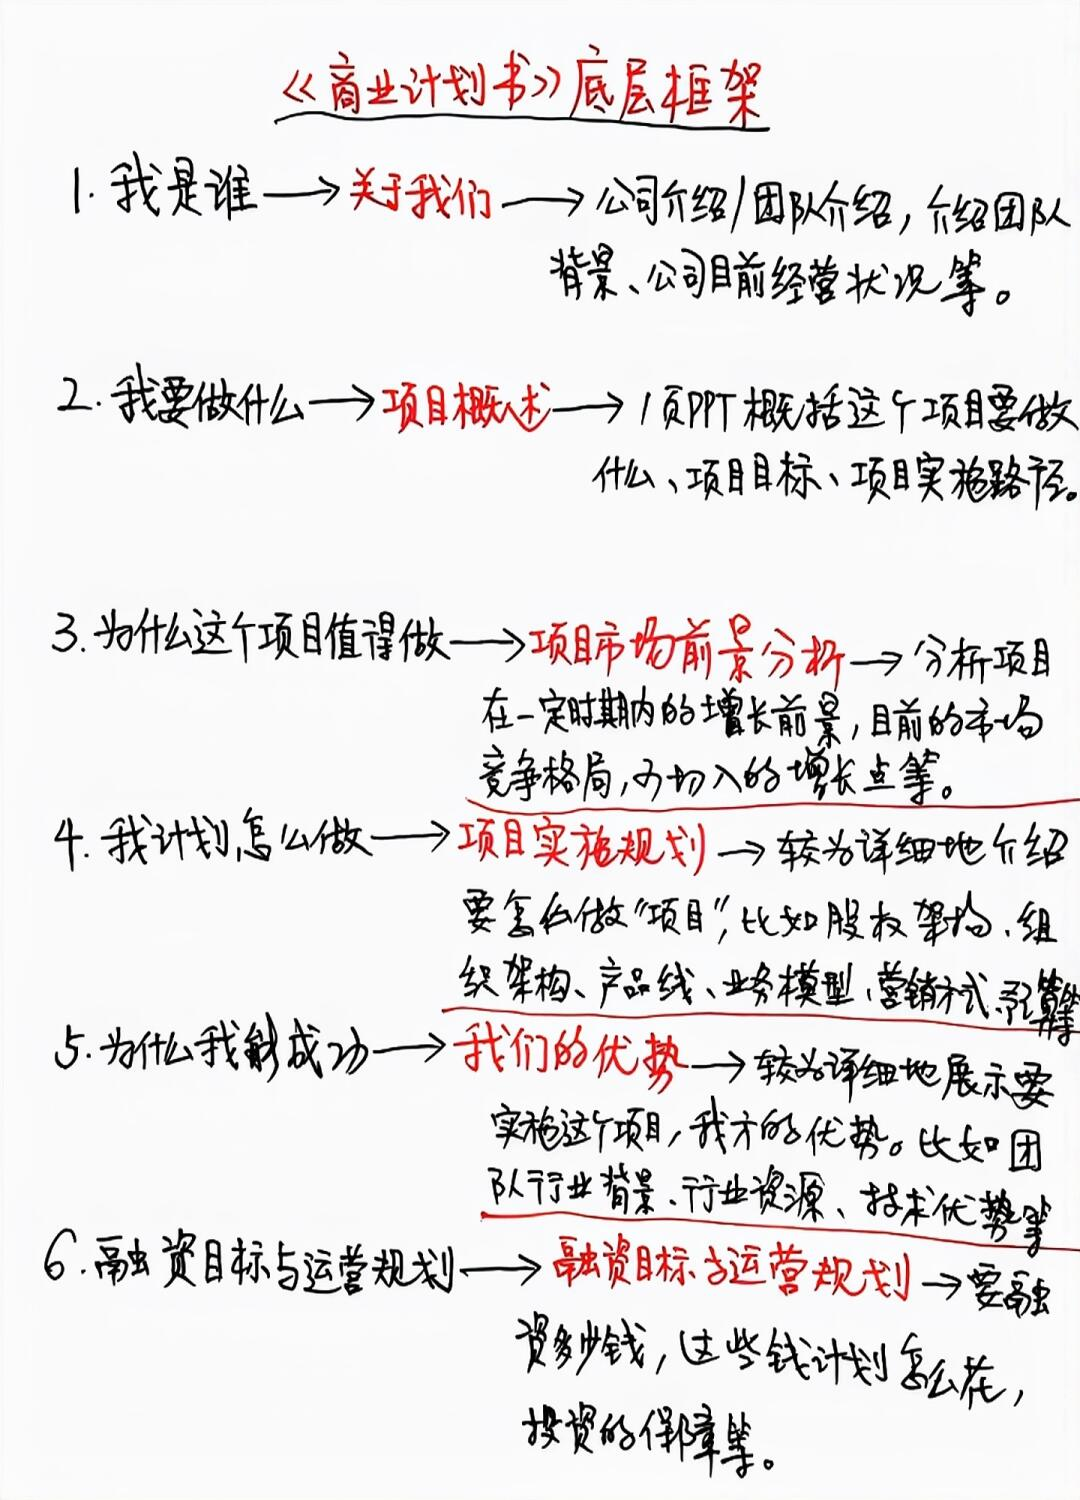 《商业计划书》底层框架
1. 我是谁→关于我们→公司介绍/团队介绍，介绍团队
背景、公司目前经营状况等。
2. 我要做什么→项目概述→1页PPT概括这个项目要做
什么、项目目标、项目实施路径。
3. 为什么这个项目值得做→项目市场前景分析→分析项目
在一定时期内的增长前景，目前的市场
竞争格局，可切入的增长点等。
4. 我计划怎么做→项目实施规划→较为详细地介绍
要怎么做“项目”，比如股权架构、组
织架构、产品线、业务模型、营销方式、预算等
5. 为什么我能成功→我们的优势→较为详细地展示要
实施这个项目，我方的优势。比如团
队行业背景、行业资源、技术优势等
6. 融资目标与运营规划→融资目标与运营规划→要融
资多少钱，这些钱计划怎么花，
投资的保障等。